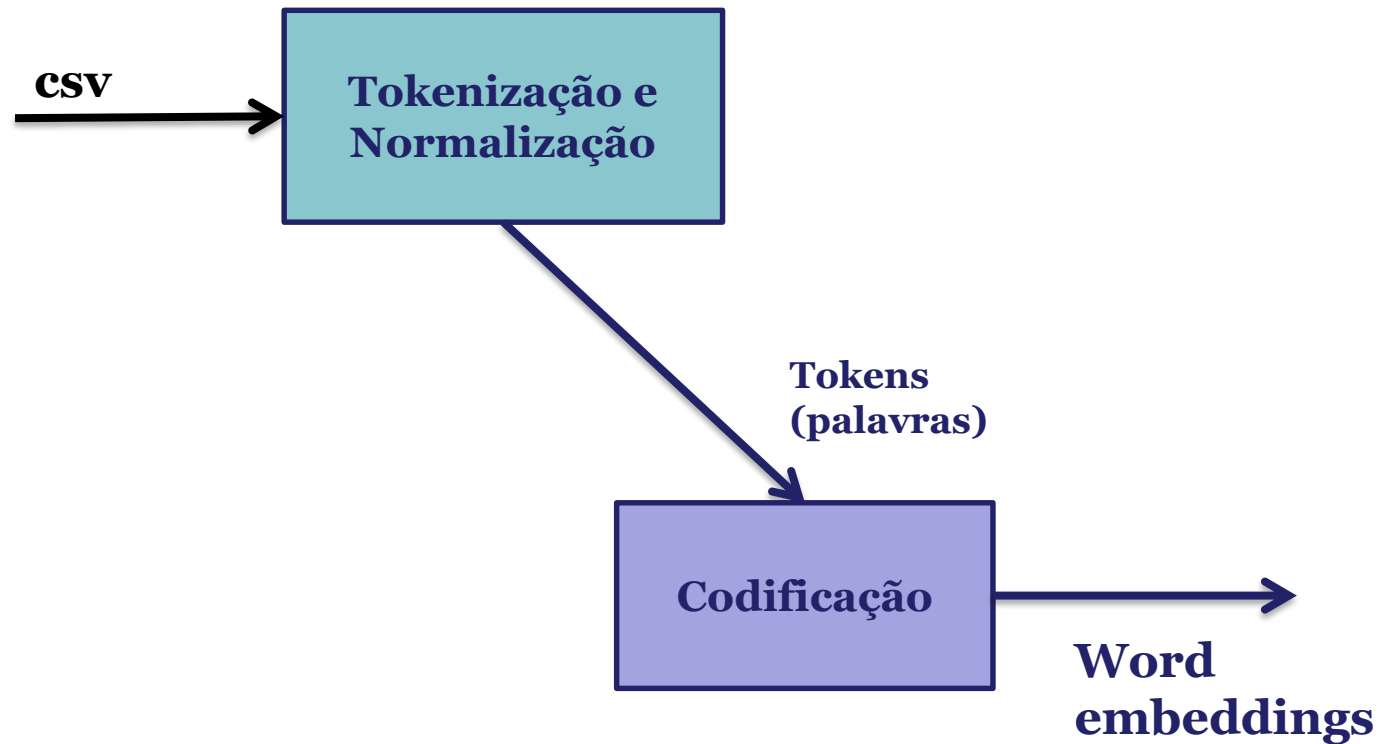 csv
Tokenização e
Normalização
Tokens
(palavras)
Codificação
Word
embeddings